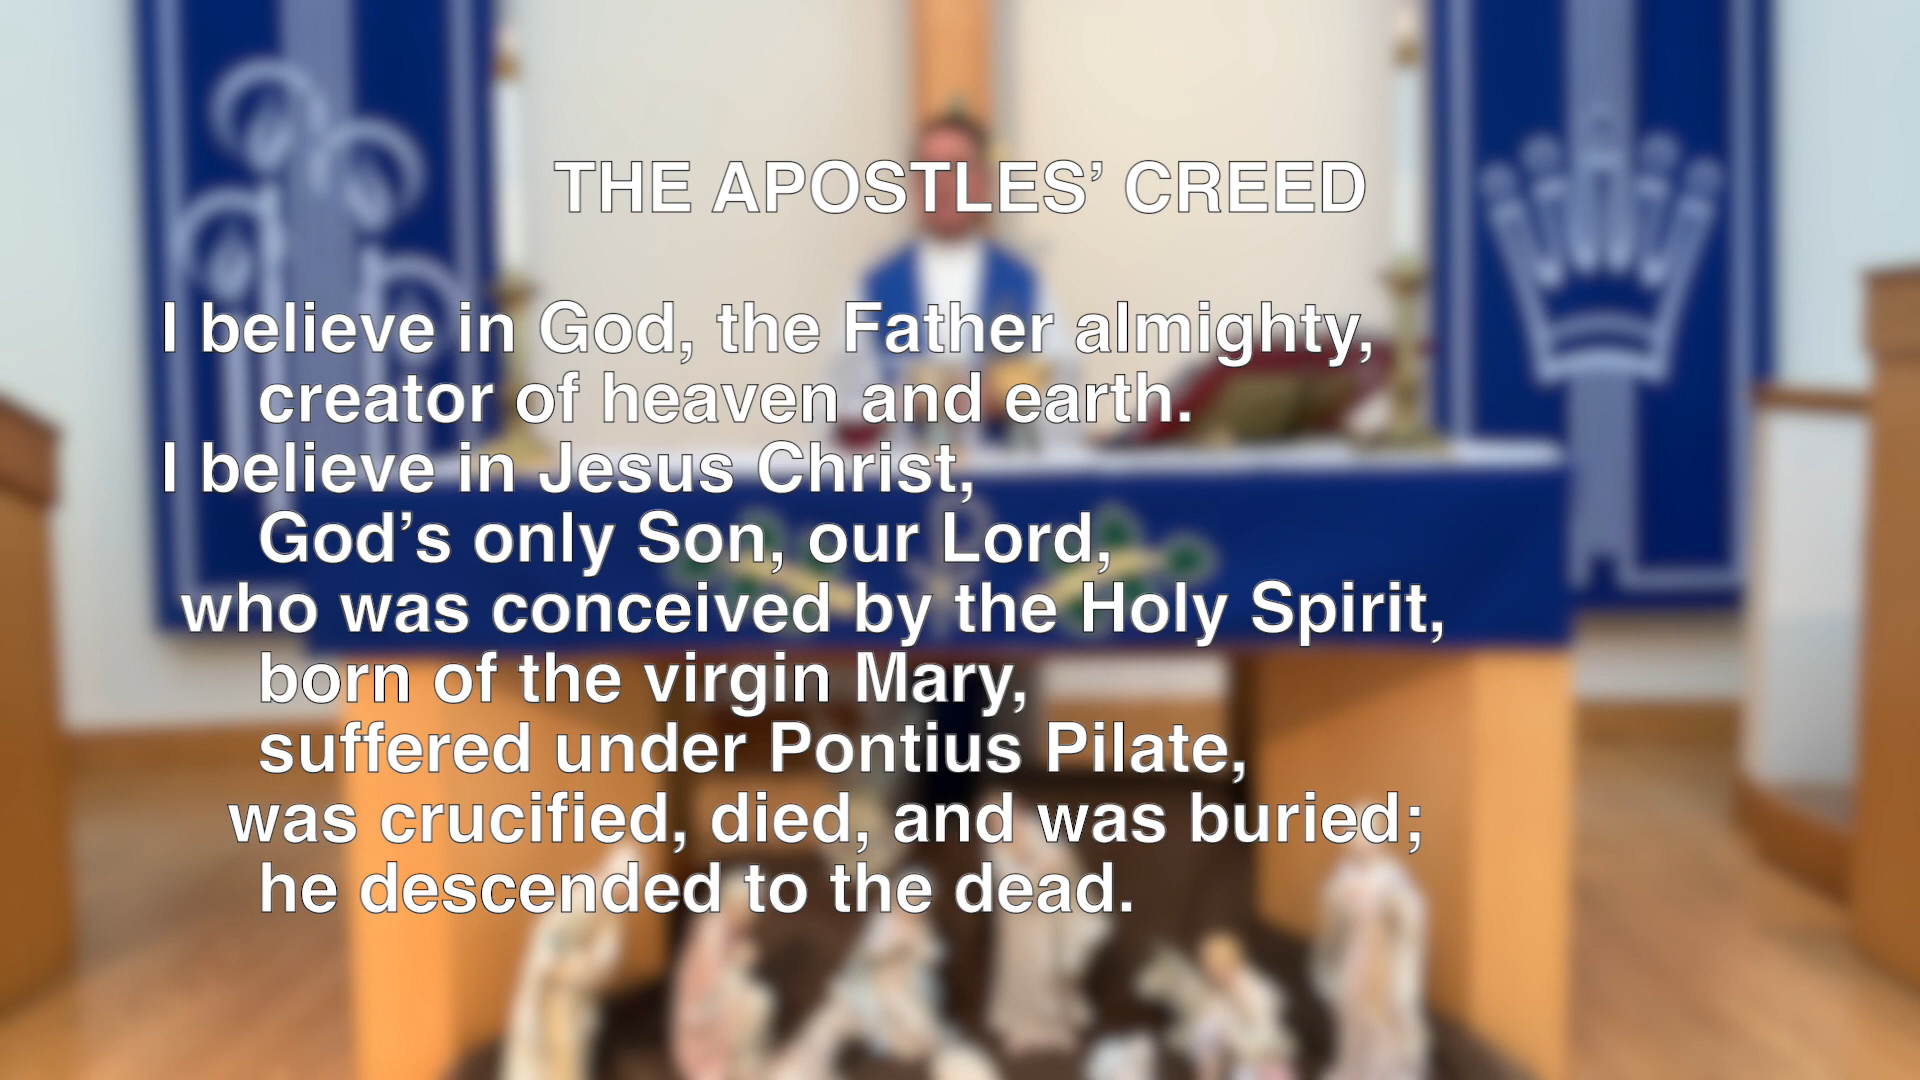 THE APOSTLES’ CREED
I believe in God, the Father almighty,
creator of heaven and earth.
I believe in Jesus Christ,
God’s only Son, our Lord,
who was conceived by the Holy Spirit,
born of the virgin Mary,
suffered under Pontius Pilate,
was crucified, died, and was buried;
he descended to the dead.